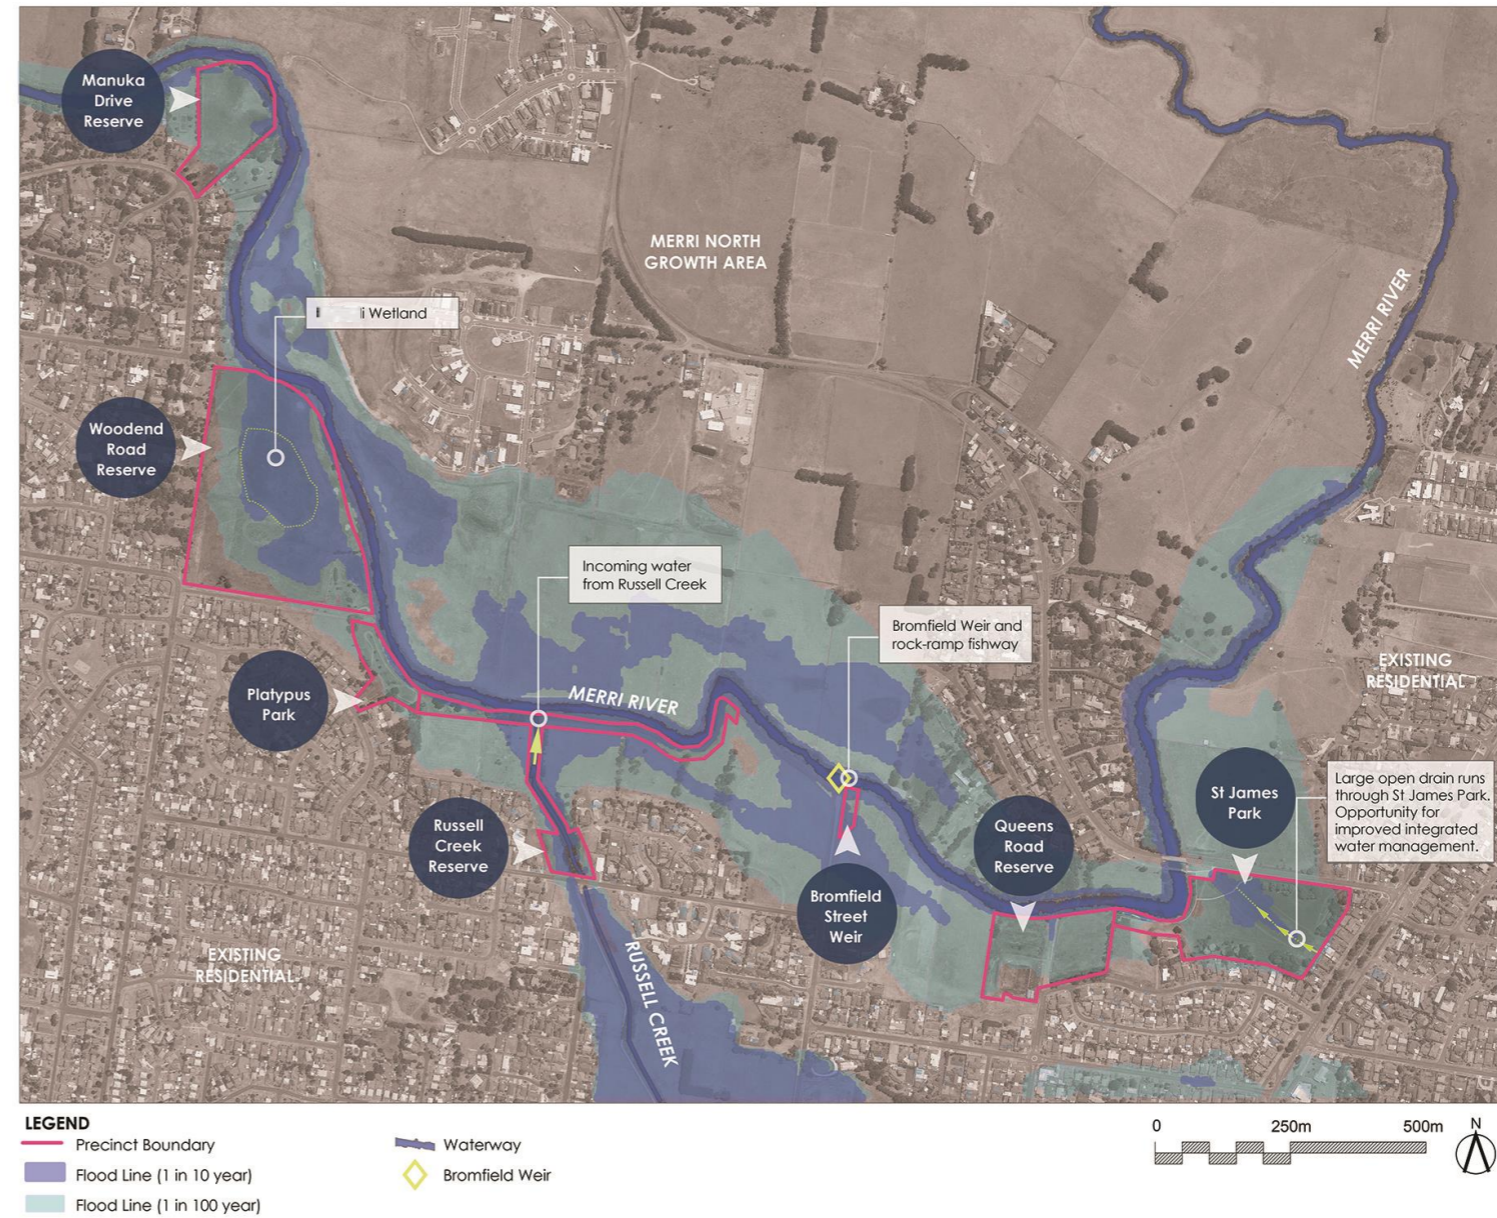 Manuka
Drive
Reserve
MERRI NORTH
GROWTH AREA
MERRI RIVER
Wetland
Woodend
Road
Reserve
Incoming water
from Russell Creek
Bromfield Weir and
rock-ramp fishway
EXISTING
RESIDENTIAL
Platypus
Park
MERRI RIVER
St James
Park
Large open drain runs
through St James Park.
Opportunity for
improved integrated
water management.
Russell
Creek
Reserve
Queens
Road
Reserve
Bromfield
Street
Weir
EXISTING
RESIDENTIAL
RUSSELL CREEK
LEGEND
Precinct Boundary
Flood Line (1 in 10 year)
Flood Line (1 in 100 year)
Waterway
Bromfield Weir
0 250m 500m
N